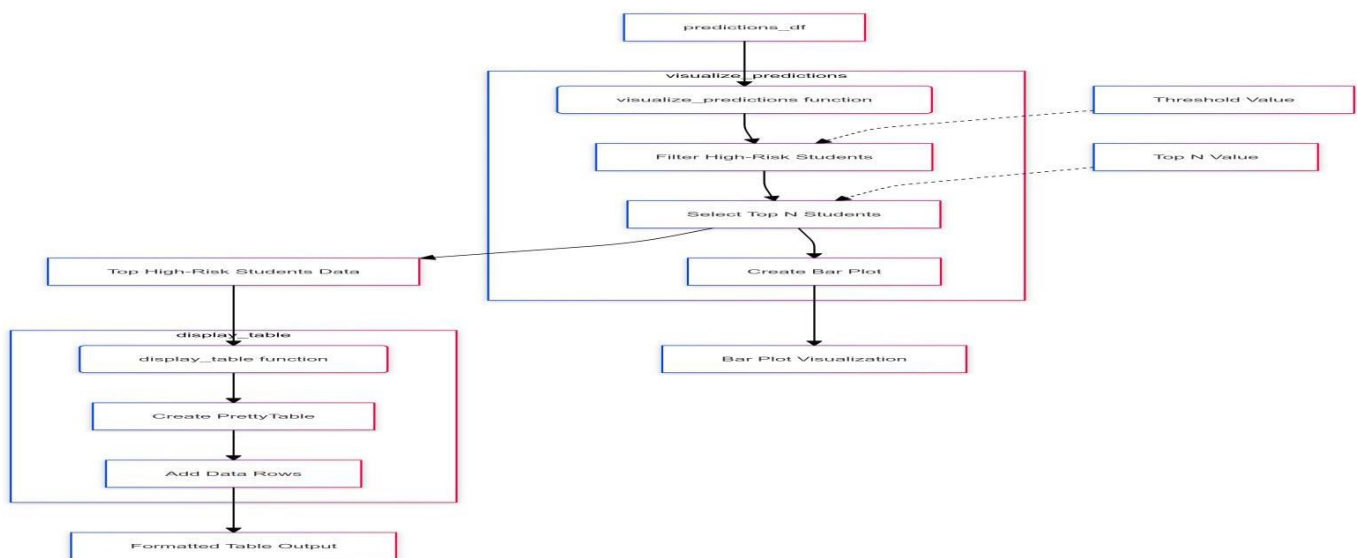 predictions_df
visualize_predictions
visualize_predictions function
Threshold Value
Filter High-Risk Students
Top N Value
Select Top N Students
Top High-Risk Students Data
Create Bar Plot
display_table
display_table function
Bar Plot Visualization
Create PrettyTable
Add Data Rows
Formatted Table Output